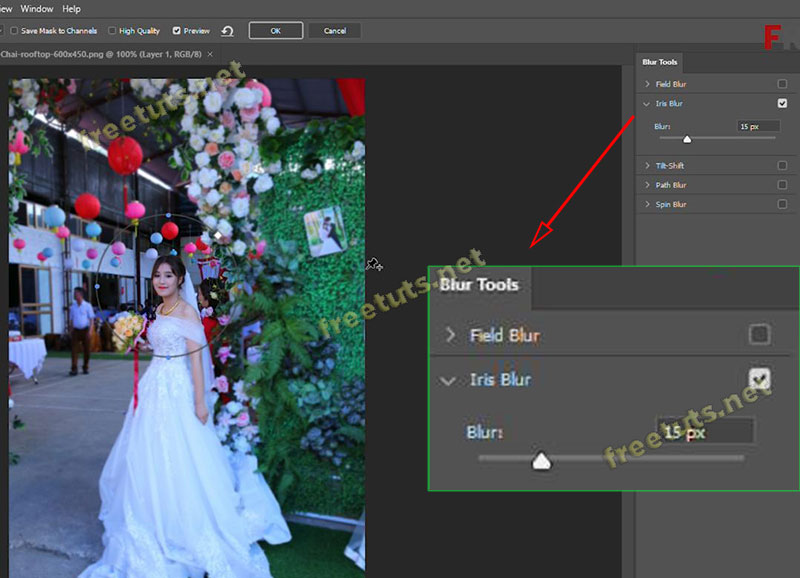 iew Window Help
Save Mask to Channels High Quality Preview OK Cancel
FR
-Chai-rooftop-600x450.png @ 100% (Layer 1, RGB/8) ×
Blur Tools
Field Blur
Iris Blur
Blur: 15 px
Tilt-Shift
Path Blur
Spin Blur
freetuts.net
freetuts.net
Blur Tools
Field Blur
Iris Blur
Blur: 15 px
freetuts.net